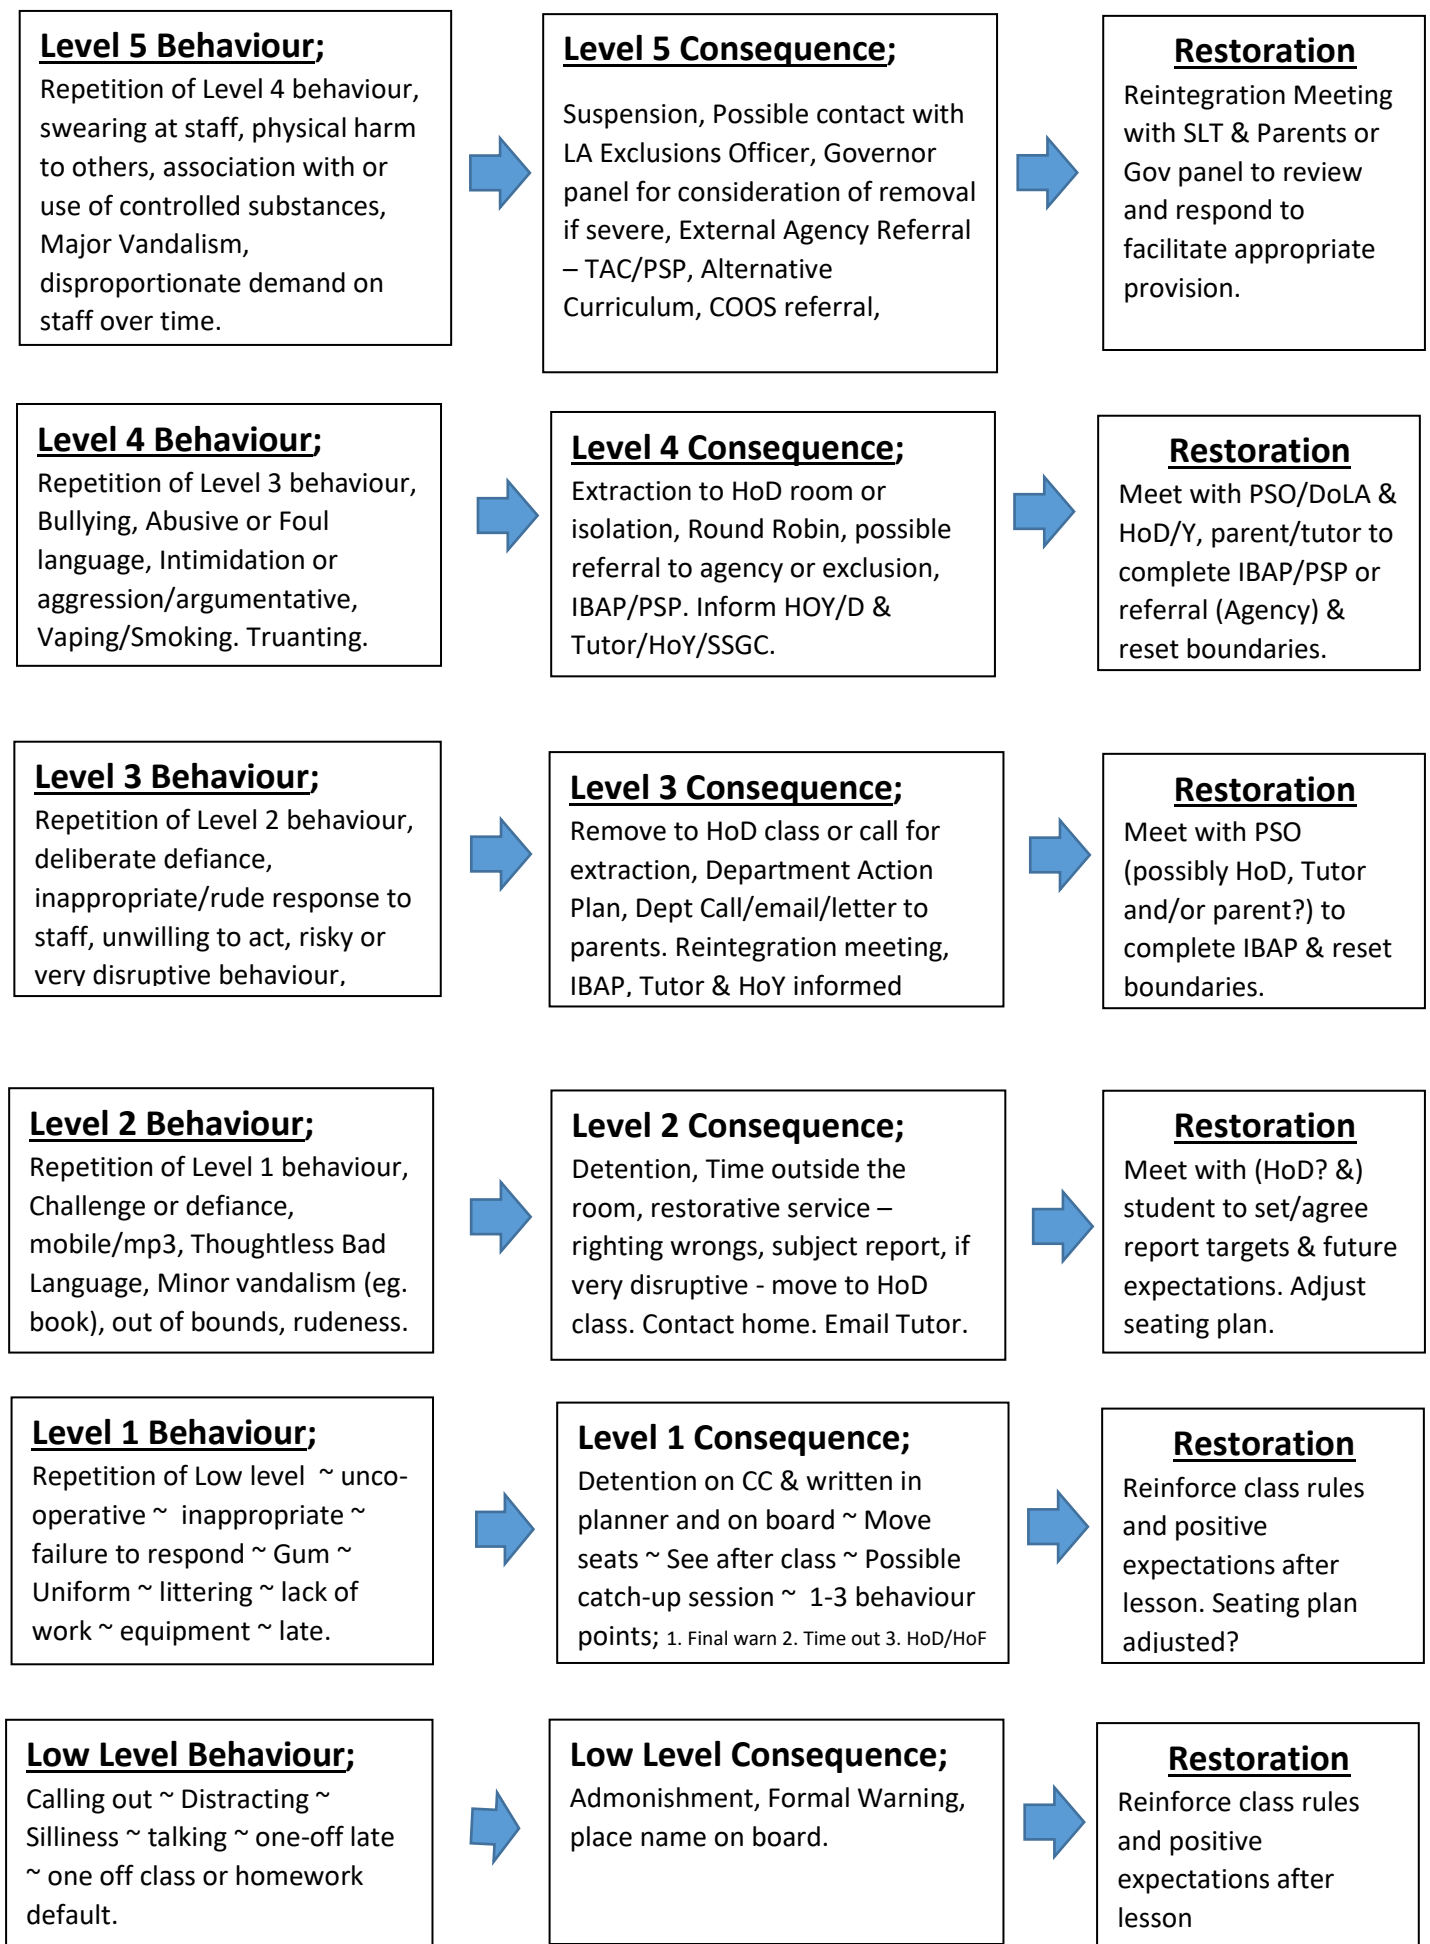 Level 5 Behaviour;
Repetition of Level 4 behaviour,
swearing at staff, physical harm
to others, association with or
use of controlled substances,
Major Vandalism,
disproportionate demand on
staff over time.
Level 5 Consequence;
Suspension, Possible contact with
LA Exclusions Officer, Governor
panel for consideration of removal
if severe, External Agency Referral
– TAC/PSP, Alternative
Curriculum, COOS referral,
Restoration
Reintegration Meeting
with SLT & Parents or
Gov panel to review
and respond to
facilitate appropriate
provision.
Level 4 Behaviour;
Repetition of Level 3 behaviour,
Bullying, Abusive or Foul
language, Intimidation or
aggression/argumentative,
Vaping/Smoking. Truanting.
Level 4 Consequence;
Extraction to HoD room or
isolation, Round Robin, possible
referral to agency or exclusion,
IBAP/PSP. Inform HOY/D &
Tutor/HoY/SSGC.
Restoration
Meet with PSO/DoLA &
HoD/Y, parent/tutor to
complete IBAP/PSP or
referral (Agency) &
reset boundaries.
Level 3 Behaviour;
Repetition of Level 2 behaviour,
deliberate defiance,
inappropriate/rude response to
staff, unwilling to act, risky or
very disruptive behaviour,
Level 3 Consequence;
Remove to HoD class or call for
extraction, Department Action
Plan, Dept Call/email/letter to
parents. Reintegration meeting,
IBAP, Tutor & HoY informed
Restoration
Meet with PSO
(possibly HoD, Tutor
and/or parent?) to
complete IBAP & reset
boundaries.
Level 2 Behaviour;
Repetition of Level 1 behaviour,
Challenge or defiance,
mobile/mp3, Thoughtless Bad
Language, Minor vandalism (eg.
book), out of bounds, rudeness.
Level 2 Consequence;
Detention, Time outside the
room, restorative service –
righting wrongs, subject report, if
very disruptive - move to HoD
class. Contact home. Email Tutor.
Restoration
Meet with (HoD? &)
student to set/agree
report targets & future
expectations. Adjust
seating plan.
Level 1 Behaviour;
Repetition of Low level ~ unco-
operative ~ inappropriate ~
failure to respond ~ Gum ~
Uniform ~ littering ~ lack of
work ~ equipment ~ late.
Level 1 Consequence;
Detention on CC & written in
planner and on board ~ Move
seats ~ See after class ~ Possible
catch-up session ~ 1-3 behaviour
points; 1. Final warn 2. Time out 3. HoD/HoF
Restoration
Reinforce class rules
and positive
expectations after
lesson. Seating plan
adjusted?
Low Level Behaviour;
Calling out ~ Distracting ~
Silliness ~ talking ~ one-off late
~ one off class or homework
default.
Low Level Consequence;
Admonishment, Formal Warning,
place name on board.
Restoration
Reinforce class rules
and positive
expectations after
lesson